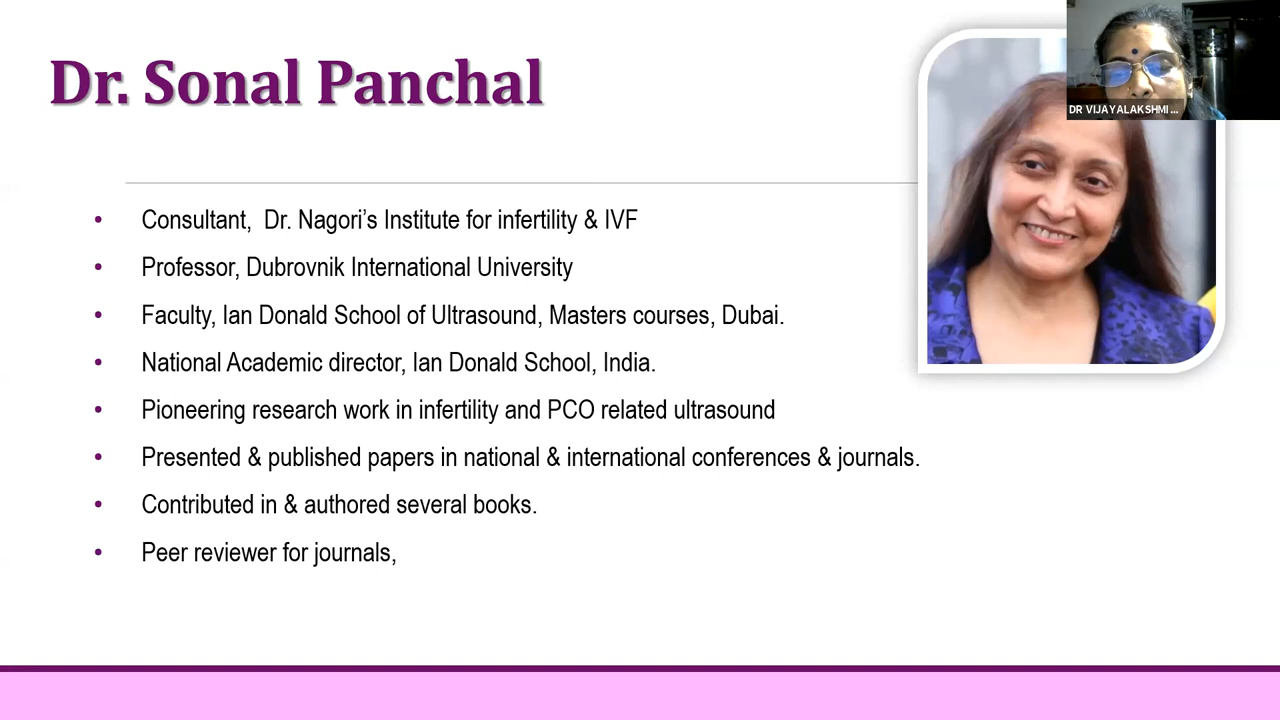 Dr. Sonal Panchal
DR VIJAYALAKSHMI ...
• Consultant, Dr. Nagori’s Institute for infertility & IVF
• Professor, Dubrovnik International University
• Faculty, Ian Donald School of Ultrasound, Masters courses, Dubai.
• National Academic director, Ian Donald School, India.
• Pioneering research work in infertility and PCO related ultrasound
• Presented & published papers in national & international conferences & journals.
• Contributed in & authored several books.
• Peer reviewer for journals,